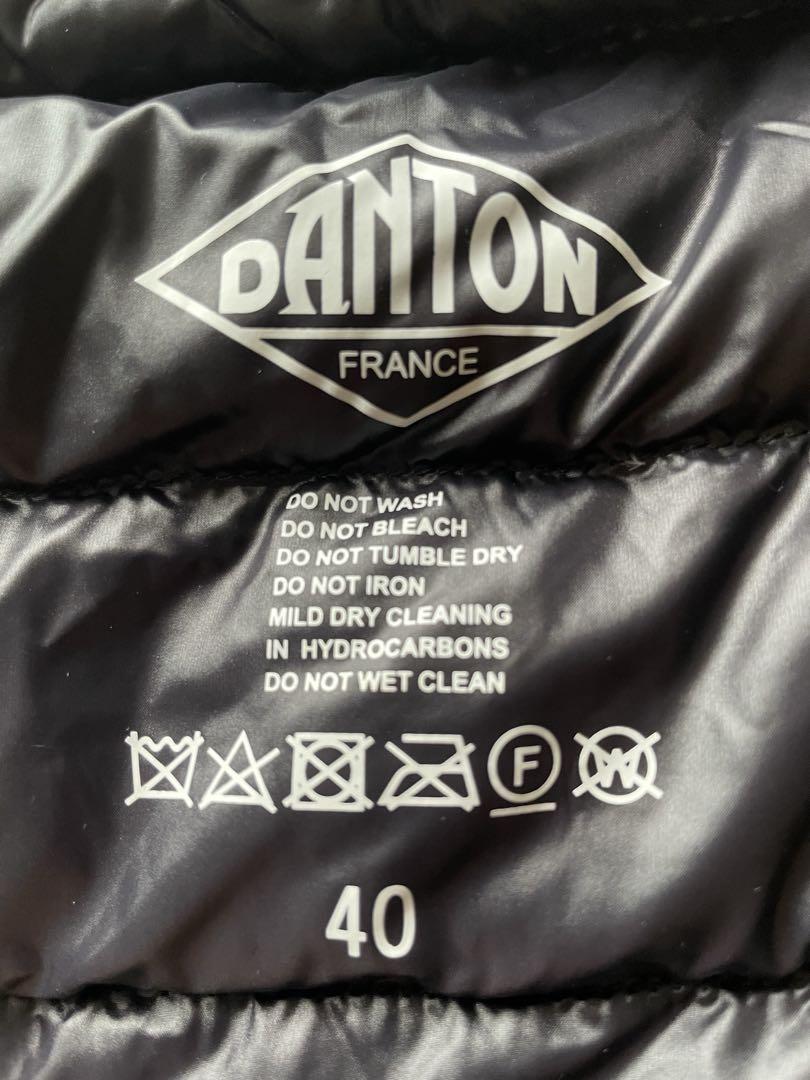 DANTON
FRANCE
DO NOT WASH
DO NOT BLEACH
DO NOT TUMBLE DRY
DO NOT IRON
MILD DRY CLEANING
IN HYDROCARBONS
DO NOT WET CLEAN
F W
40